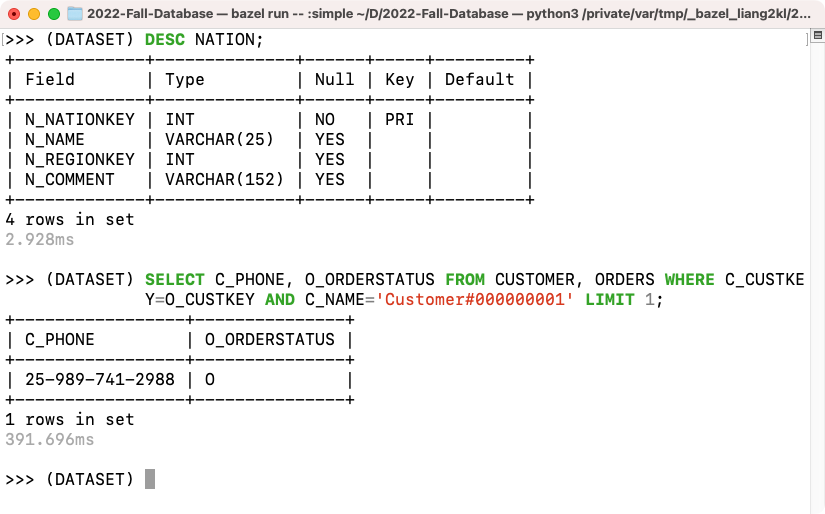 2022-Fall-Database — bazel run -- :simple ~/D/2022-Fall-Database — python3 /private/var/tmp/_bazel_liang2kl/2...
>>> (DATASET) DESC NATION;
+-------------+--------------+------+-----+---------+
| Field       | Type         | Null | Key | Default |
+-------------+--------------+------+-----+---------+
| N_NATIONKEY | INT          | NO   | PRI |         |
| N_NAME      | VARCHAR(25)  | YES  |     |         |
| N_REGIONKEY | INT          | YES  |     |         |
| N_COMMENT   | VARCHAR(152) | YES  |     |         |
+-------------+--------------+------+-----+---------+
4 rows in set
2.928ms
>>> (DATASET) SELECT C_PHONE, O_ORDERSTATUS FROM CUSTOMER, ORDERS WHERE C_CUSTKE
Y=O_CUSTKEY AND C_NAME='Customer#000000001' LIMIT 1;
+-----------------+---------------+
| C_PHONE         | O_ORDERSTATUS |
+-----------------+---------------+
| 25-989-741-2988 | O             |
+-----------------+---------------+
1 rows in set
391.696ms
>>> (DATASET)